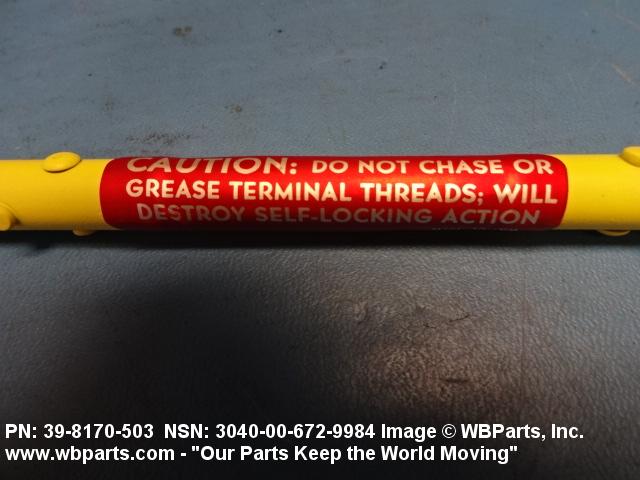 CAUTION: DO NOT CHASE OR
GREASE TERMINAL THREADS; WILL
DESTROY SELF-LOCKING ACTION
PN: 39-8170-503 NSN: 3040-00-672-9984 Image © WBParts, Inc.
www.wbparts.com - "Our Parts Keep the World Moving"